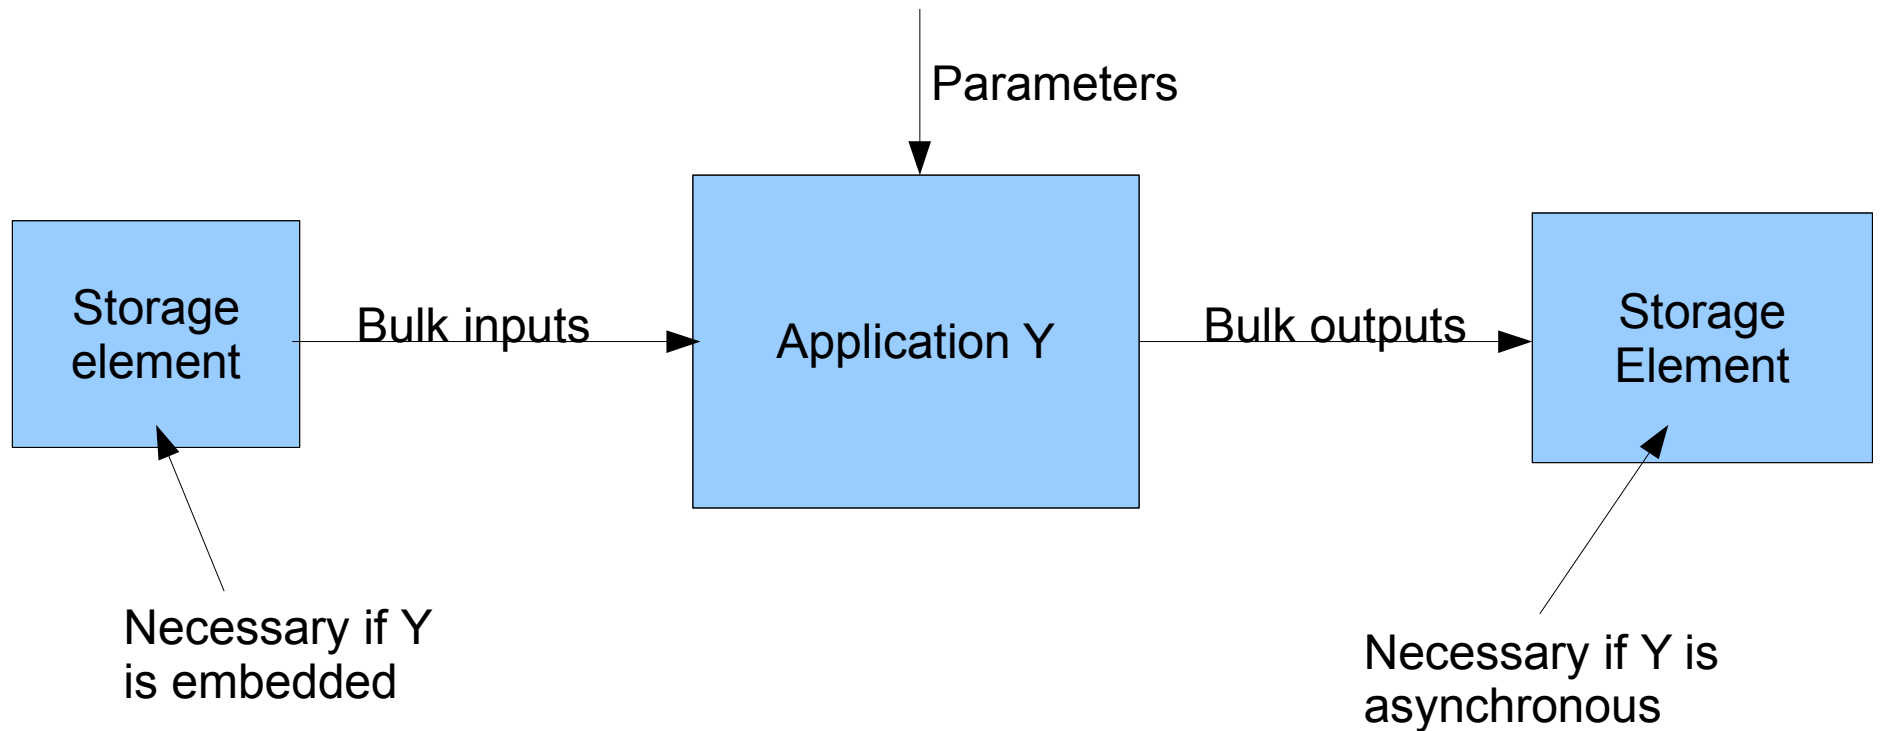 Parameters
Storage
element
Bulk inputs
Application Y
Bulk outputs
Storage
Element
Necessary if Y
is embedded
Necessary if Y is
asynchronous